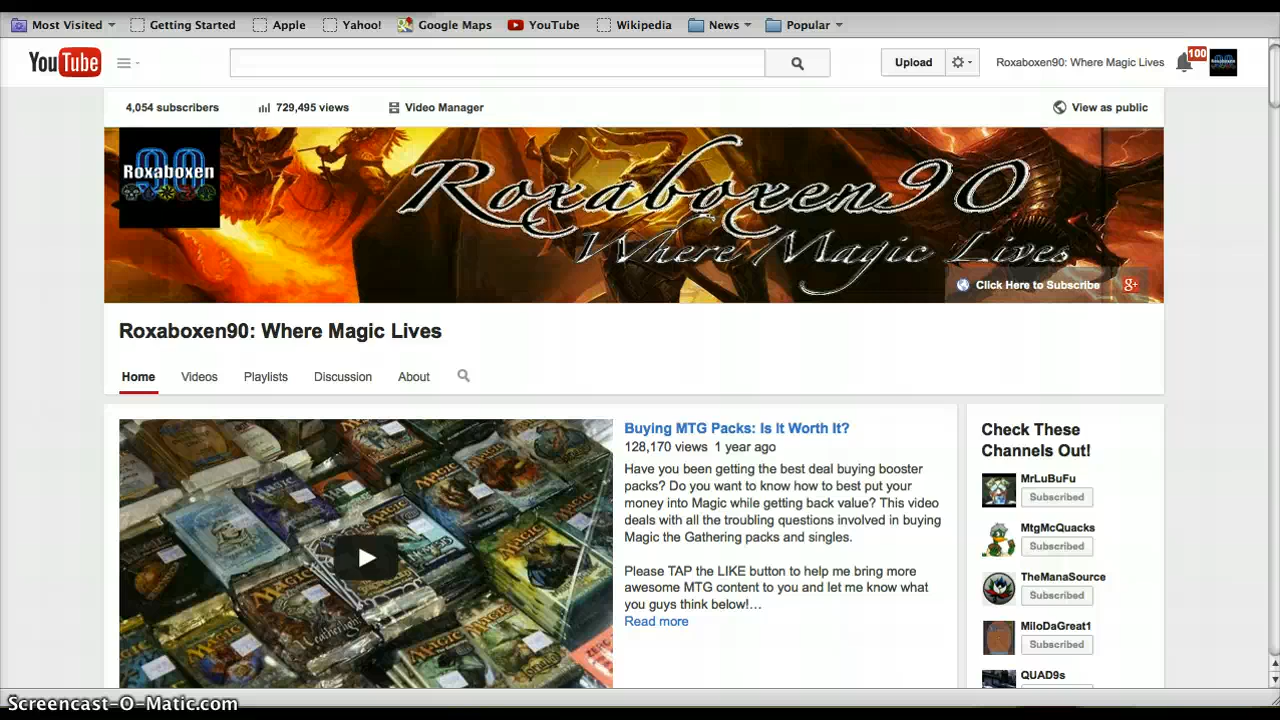 Most Visited Getting Started Apple Yahoo! Google Maps YouTube Wikipedia News Popular
YouTube Upload Roxaboxen90: Where Magic Lives 100
4,054 subscribers 729,495 views Video Manager View as public
90
Roxaboxen
Roxaboxen90
Where Magic Lives
Click Here to Subscribe g+
Roxaboxen90: Where Magic Lives
Home Videos Playlists Discussion About
Buying MTG Packs: Is It Worth It?
128,170 views 1 year ago
Have you been getting the best deal buying booster
packs? Do you want to know how to best put your
money into Magic while getting back value? This video
deals with all the troubling questions involved in buying
Magic the Gathering packs and singles.
Please TAP the LIKE button to help me bring more
awesome MTG content to you and let me know what
you guys think below!...
Read more
Check These
Channels Out!
MrLuBuFu
Subscribed
MtgMcQuacks
Subscribed
TheManaSource
Subscribed
MiloDaGreat1
Subscribed
QUAD9s
MAGIC
MAGIC
MAGIC
MAGIC
Screencast-O-Matic.com